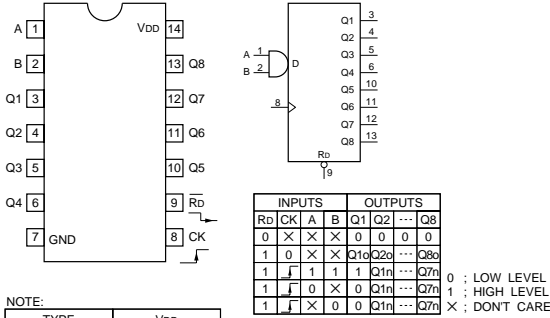 A 1
VDD 14
B 2
13 Q8
Q1 3
12 Q7
Q2 4
11 Q6
Q3 5
10 Q5
Q4 6
9 RD
7 GND
8 CK
A 1
B 2
D
8
Q1 3
Q2 4
Q3 5
Q4 6
Q5 10
Q6 11
Q7 12
Q8 13
RD
9
INPUTS OUTPUTS
RD CK A B Q1 Q2 --- Q8
0 × × × 0 0 0 0
1 0 × × Q1o Q2o --- Q8o
1 1 1 1 Q1n --- Q7n
1 0 × 0 Q1n --- Q7n
1 × 0 0 Q1n --- Q7n
0 ; LOW LEVEL
1 ; HIGH LEVEL
× ; DON'T CARE
NOTE:
TYPE VDD